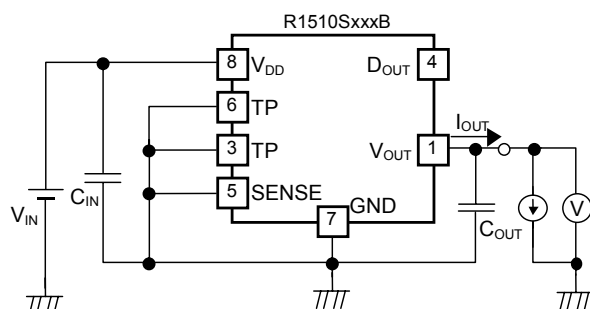 R1510SxxxB
8 VDD DOUT 4
6 TP
IOUT
3 TP VOUT 1
5 SENSE
GND
7
CIN
VIN
COUT
V